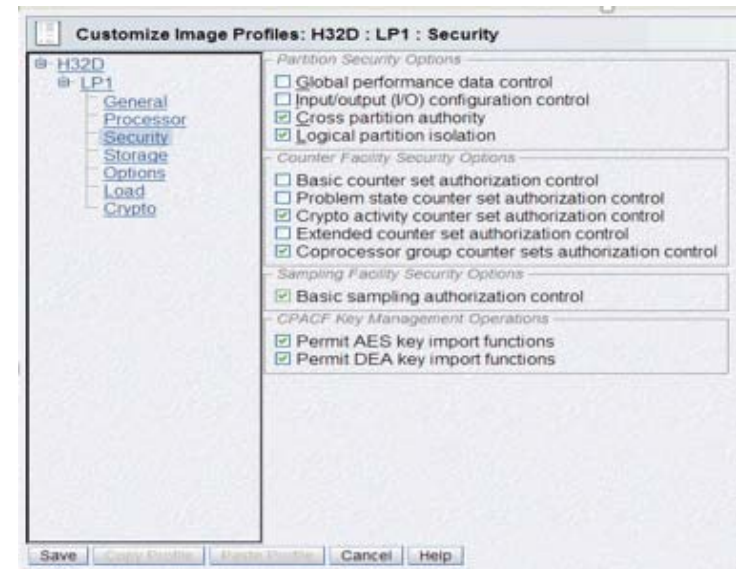 Customize Image Profiles: H32D : LP1 : Security
H32D
LP1
General
Processor
Security
Storage
Options
Load
Crypto
Partition Security Options
Global performance data control
Input/output (I/O) configuration control
Cross partition authority
Logical partition isolation
Counter Facility Security Options
Basic counter set authorization control
Problem state counter set authorization control
Crypto activity counter set authorization control
Extended counter set authorization control
Coprocessor group counter sets authorization control
Sampling Facility Security Options
Basic sampling authorization control
CPACF Key Management Operations
Permit AES key import functions
Permit DEA key import functions
Save Copy Profile Paste Profile Cancel Help